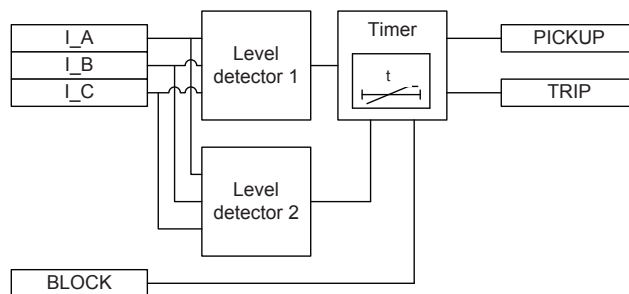 I_A
I_B
I_C
Level
detector 1
Timer
t
PICKUP
TRIP
Level
detector 2
BLOCK